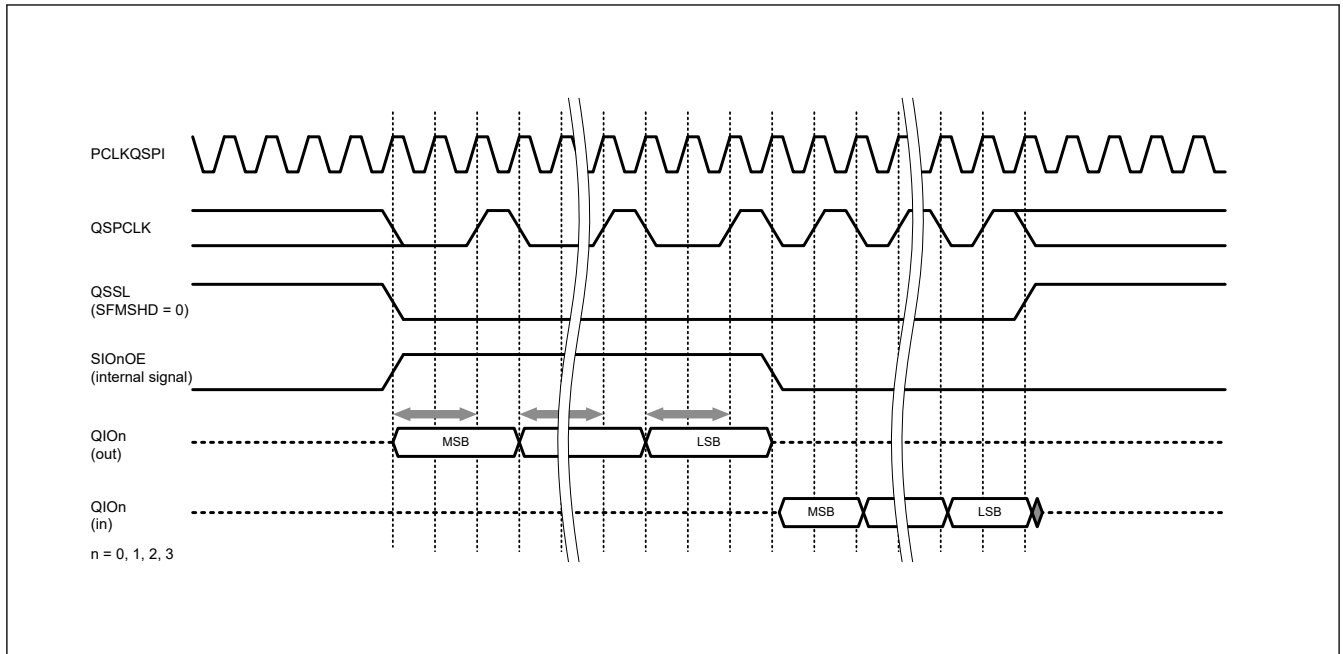 PCLKQSPI
QSPCLK
QSSL
(SFMSHD = 0)
SIOnOE
(internal signal)
QIOn
(out)
MSB
LSB
QIOn
(in)
MSB
LSB
n = 0, 1, 2, 3